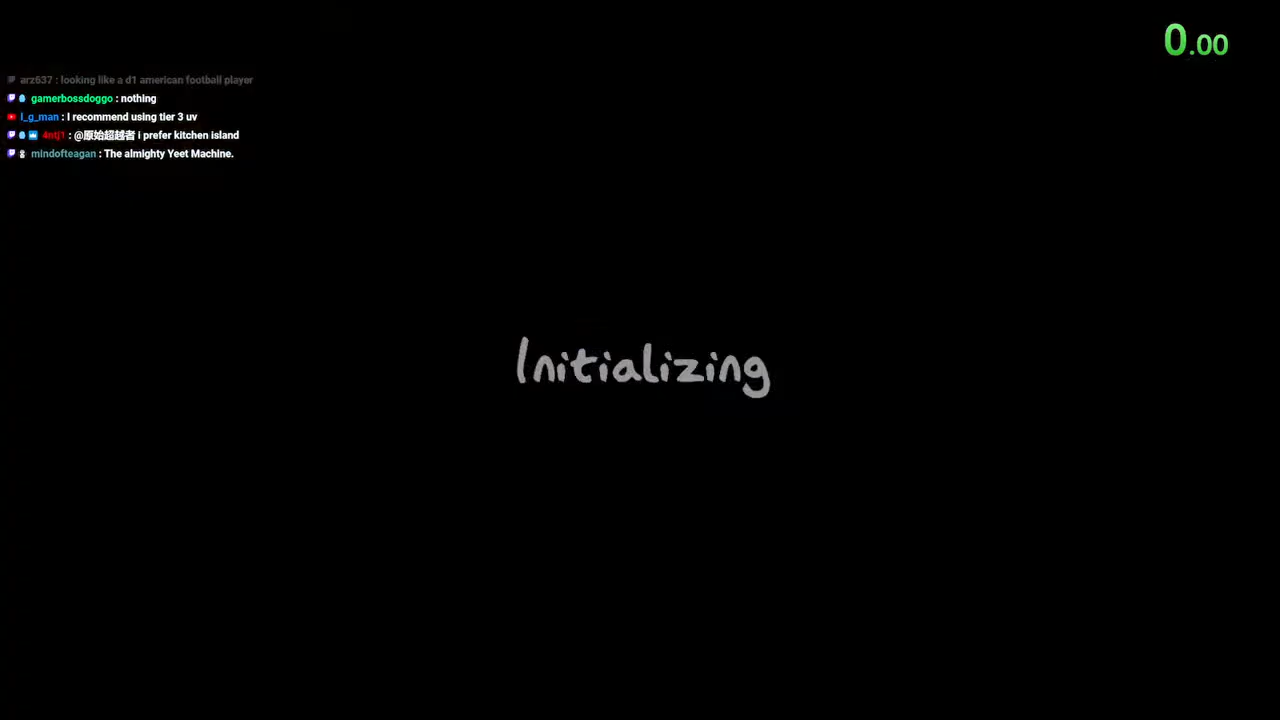 0.00
arz637 : looking like a d1 american football player
gamerbossdoggo : nothing
l_g_man : I recommend using tier 3 uv
4ntj1 : @原始超越者 i prefer kitchen island
mindofteagan : The almighty Yeet Machine.
Initializing